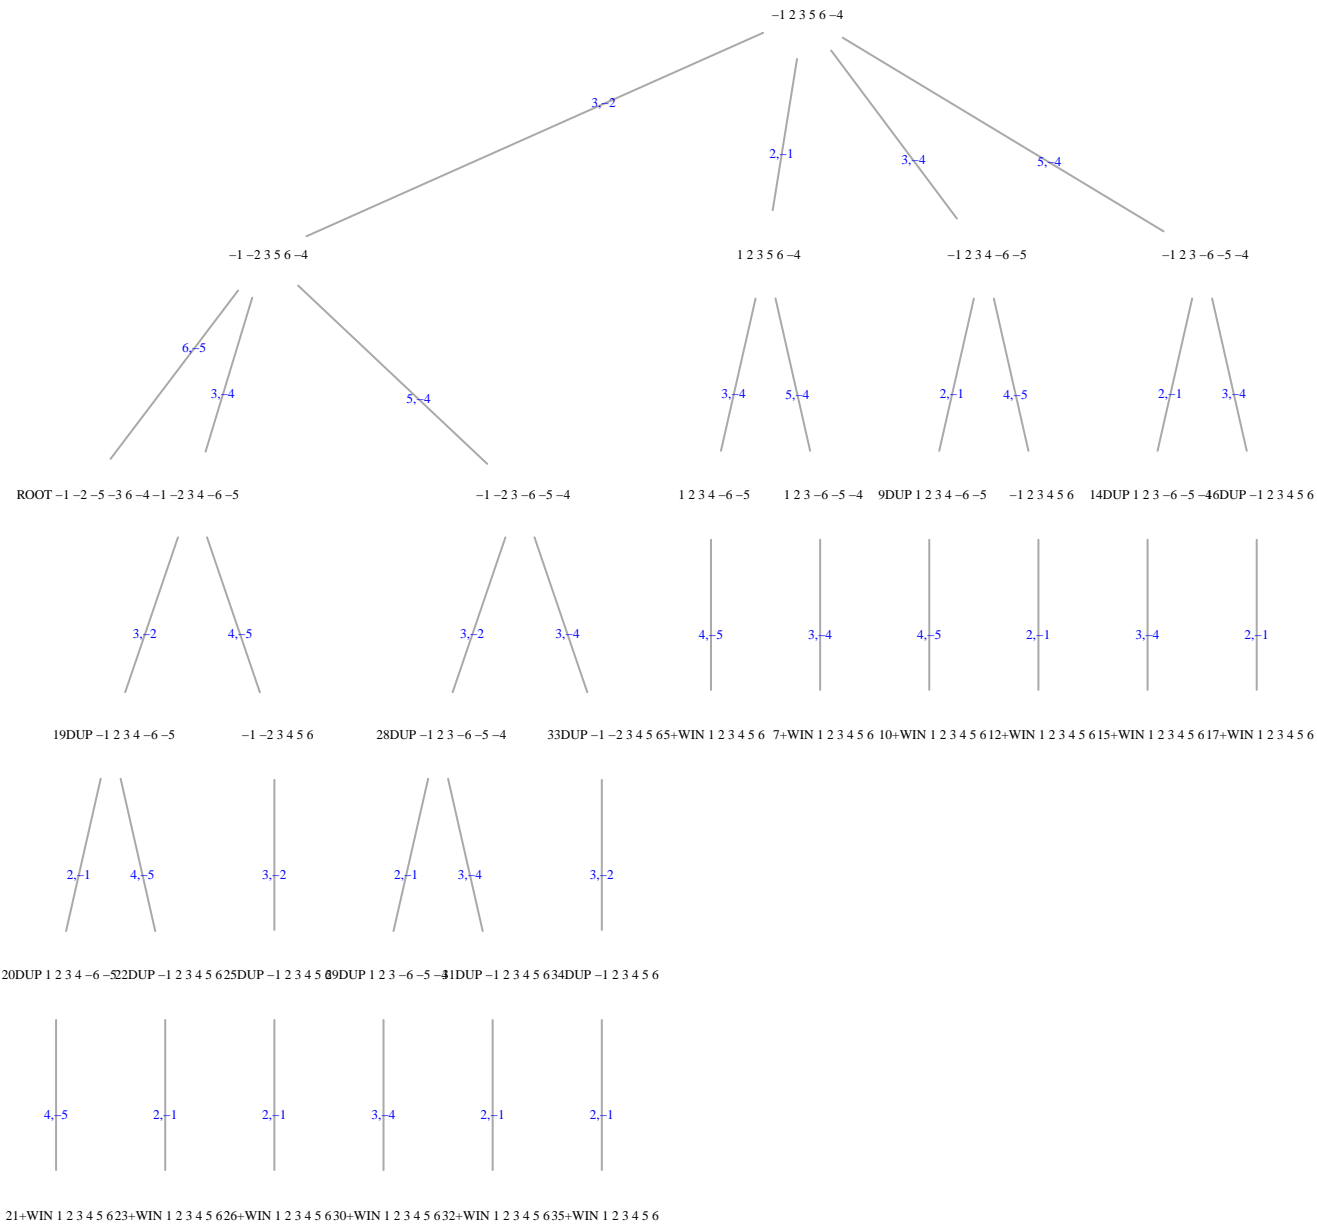 −1 2 3 5 6 −4
3,−2
2,−1
3,−4
5,−4
−1 −2 3 5 6 −4
1 2 3 5 6 −4
−1 2 3 4 −6 −5
−1 2 3 −6 −5 −4
6,−5
3,−4
5,−4
3,−4
5,−4
2,−1
4,−5
2,−1
3,−4
ROOT −1 −2 −5 −3 6 −4
−1 −2 3 4 −6 −5
−1 −2 3 −6 −5 −4
1 2 3 4 −6 −5
1 2 3 −6 −5 −4
9DUP 1 2 3 4 −6 −5
−1 2 3 4 5 6
14DUP 1 2 3 −6 −5 −4
16DUP −1 2 3 4 5 6
3,−2
4,−5
3,−2
3,−4
4,−5
3,−4
4,−5
2,−1
3,−4
2,−1
19DUP −1 2 3 4 −6 −5
−1 −2 3 4 5 6
28DUP −1 2 3 −6 −5 −4
33DUP −1 −2 3 4 5 6
5+WIN 1 2 3 4 5 6
7+WIN 1 2 3 4 5 6
10+WIN 1 2 3 4 5 6
12+WIN 1 2 3 4 5 6
15+WIN 1 2 3 4 5 6
17+WIN 1 2 3 4 5 6
2,−1
4,−5
3,−2
2,−1
3,−4
3,−2
20DUP 1 2 3 4 −6 −5
22DUP −1 2 3 4 5 6
25DUP −1 2 3 4 5 6
29DUP 1 2 3 −6 −5 −4
31DUP −1 2 3 4 5 6
34DUP −1 2 3 4 5 6
4,−5
2,−1
2,−1
3,−4
2,−1
2,−1
21+WIN 1 2 3 4 5 6
23+WIN 1 2 3 4 5 6
26+WIN 1 2 3 4 5 6
30+WIN 1 2 3 4 5 6
32+WIN 1 2 3 4 5 6
35+WIN 1 2 3 4 5 6